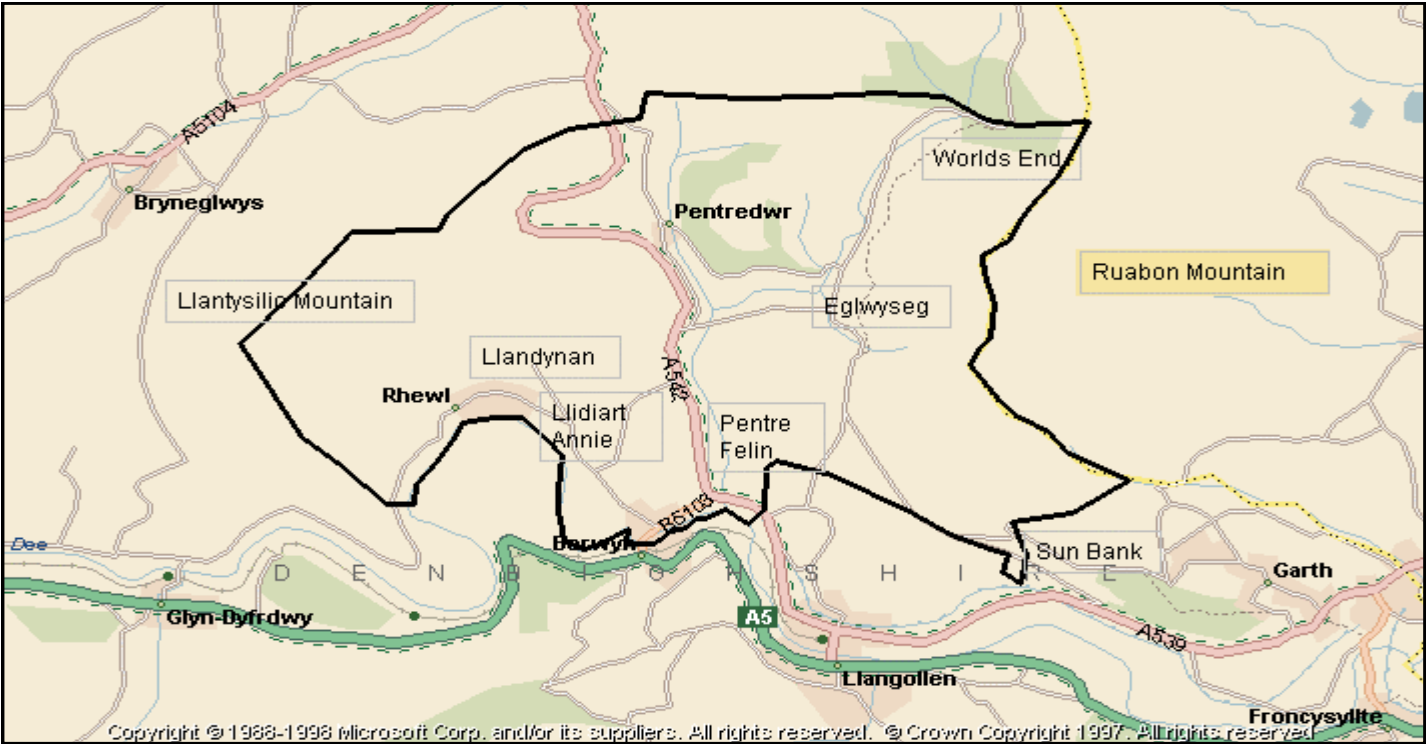 A5104
Bryneglwys
Worlds End
Pentredwr
Ruabon Mountain
Llantysilio Mountain
Eglwyseg
Llandynan
A542
Rhewl
Llidiart
Annie
Pentre
Felin
B5103
Dee
Berwyn
Sun Bank
DENBIGHSHIRE
Garth
Glyn-Dyfrdwy
A5
A539
Llangollen
Froncysyllte
Copyright © 1988-1998 Microsoft Corp. and/or its suppliers. All rights reserved. © Crown Copyright 1997. All rights reserved